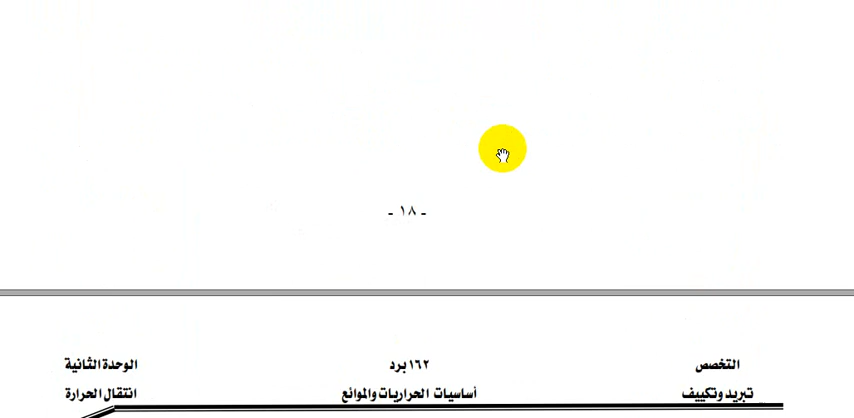 - ١٨ -
التخصص ١٦٢ برد الوحدة الثانية
تبريد وتكييف أساسيات الحراريات والموائع انتقال الحرارة